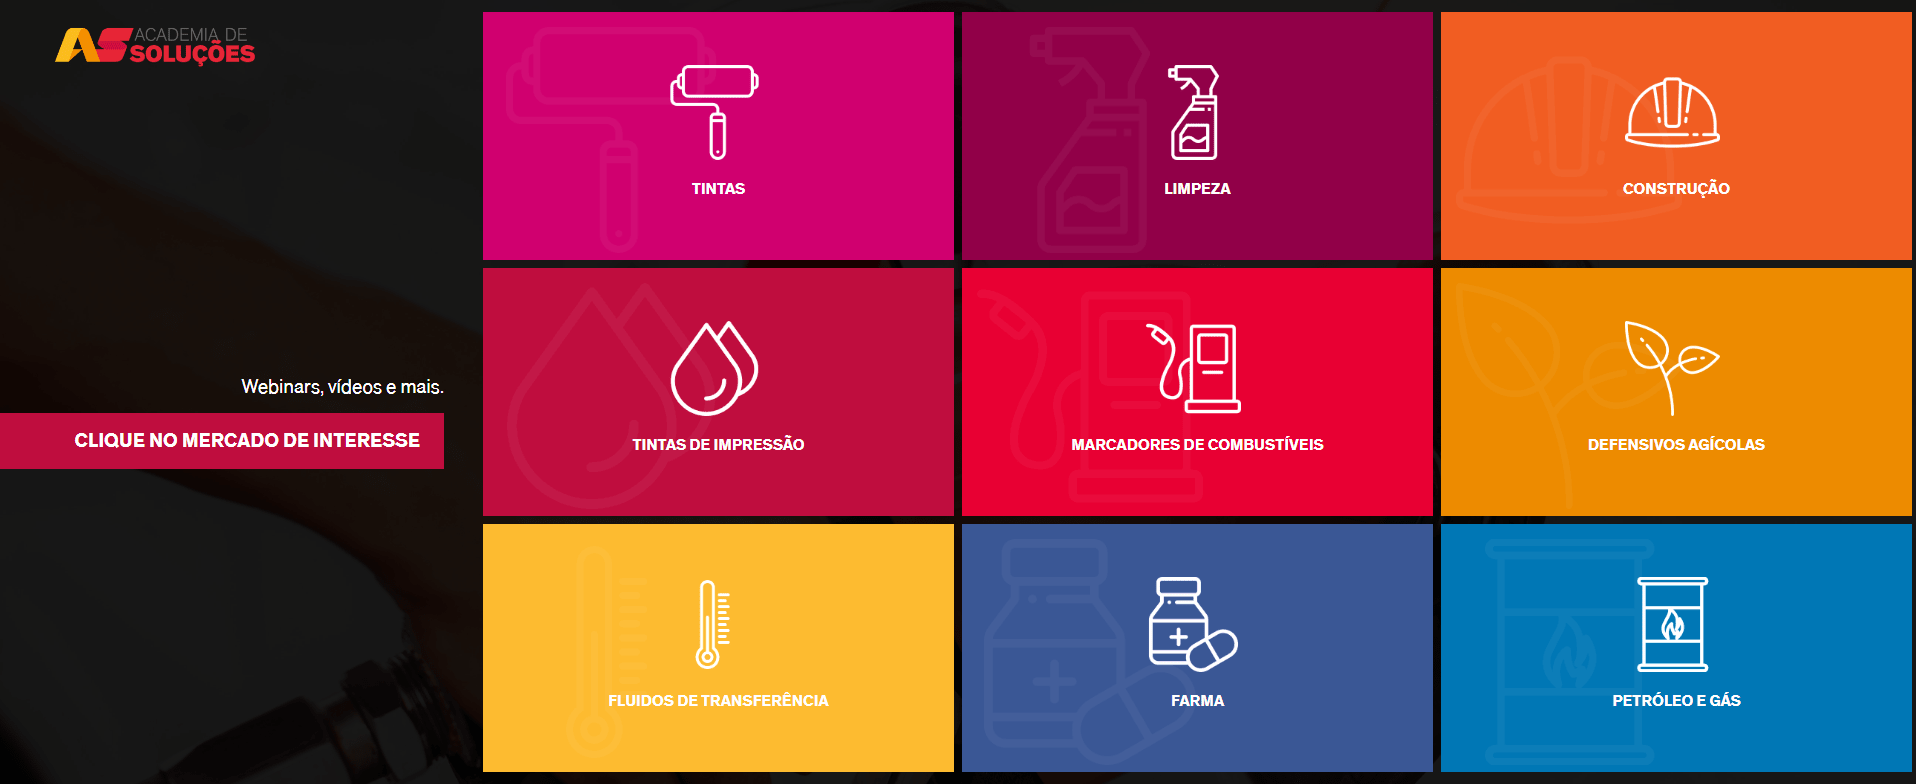 ACADEMIA DE
SOLUÇÕES
Webinars, vídeos e mais.
CLIQUE NO MERCADO DE INTERESSE
TINTAS
LIMPEZA
CONSTRUÇÃO
TINTAS DE IMPRESSÃO
MARCADORES DE COMBUSTÍVEIS
DEFENSIVOS AGÍCOLAS
FLUIDOS DE TRANSFERÊNCIA
FARMA
PETRÓLEO E GÁS